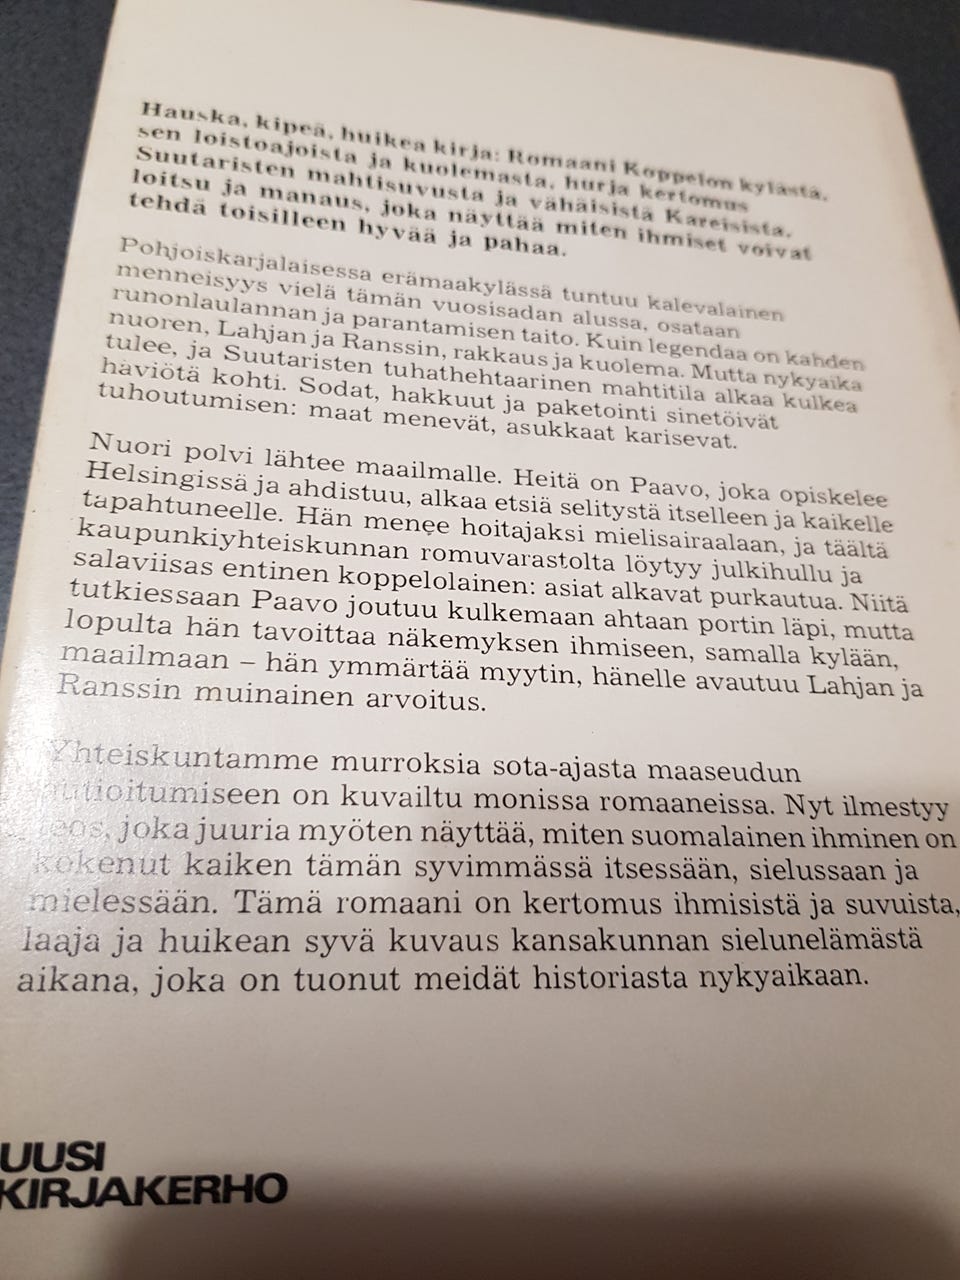 Hauska, kipeä, huikea kirja: Romaani Koppelon kylästä,
sen loistoajoista ja kuolemasta, hurja kertomus
Suutaristen mahtisuvusta ja vähäisistä Kareisista,
loitsu ja manaus, joka näyttää miten ihmiset voivat
tehdä toisilleen hyvää ja pahaa.
Pohjoiskarjalaisessa erämaakylässä tuntuu kalevalainen
menneisyys vielä tämän vuosisadan alussa, osataan
runonlaulannan ja parantamisen taito. Kuin legendaa on kahden
nuoren, Lahjan ja Ranssin, rakkaus ja kuolema. Mutta nykyaika
tulee, ja Suutaristen tuhathehtaarinen mahtitila alkaa kulkea
häviötä kohti. Sodat, hakkuut ja paketointi sinetöivät
tuhoutumisen: maat menevät, asukkaat karisevat.
Nuori polvi lähtee maailmalle. Heitä on Paavo, joka opiskelee
Helsingissä ja ahdistuu, alkaa etsiä selitystä itselleen ja kaikelle
tapahtuneelle. Hän menee hoitajaksi mielisairaalaan, ja täältä
kaupunkiyhteiskunnan romuvarastolta löytyy julkihullu ja
salaviisas entinen koppelolainen: asiat alkavat purkautua. Niitä
tutkiessaan Paavo joutuu kulkemaan ahtaan portin läpi, mutta
lopulta hän tavoittaa näkemyksen ihmiseen, samalla kylään,
maailmaan – hän ymmärtää myytin, hänelle avautuu Lahjan ja
Ranssin muinainen arvoitus.
Yhteiskuntamme murroksia sota-ajasta maaseudun
autioitumiseen on kuvailtu monissa romaaneissa. Nyt ilmestyy
teos, joka juuria myöten näyttää, miten suomalainen ihminen on
kokenut kaiken tämän syvimmässä itsessään, sielussaan ja
mielessään. Tämä romaani on kertomus ihmisistä ja suvuista,
laaja ja huikean syvä kuvaus kansakunnan sielunelämästä
aikana, joka on tuonut meidät historiasta nykyaikaan.
UUSI
KIRJAKERHO